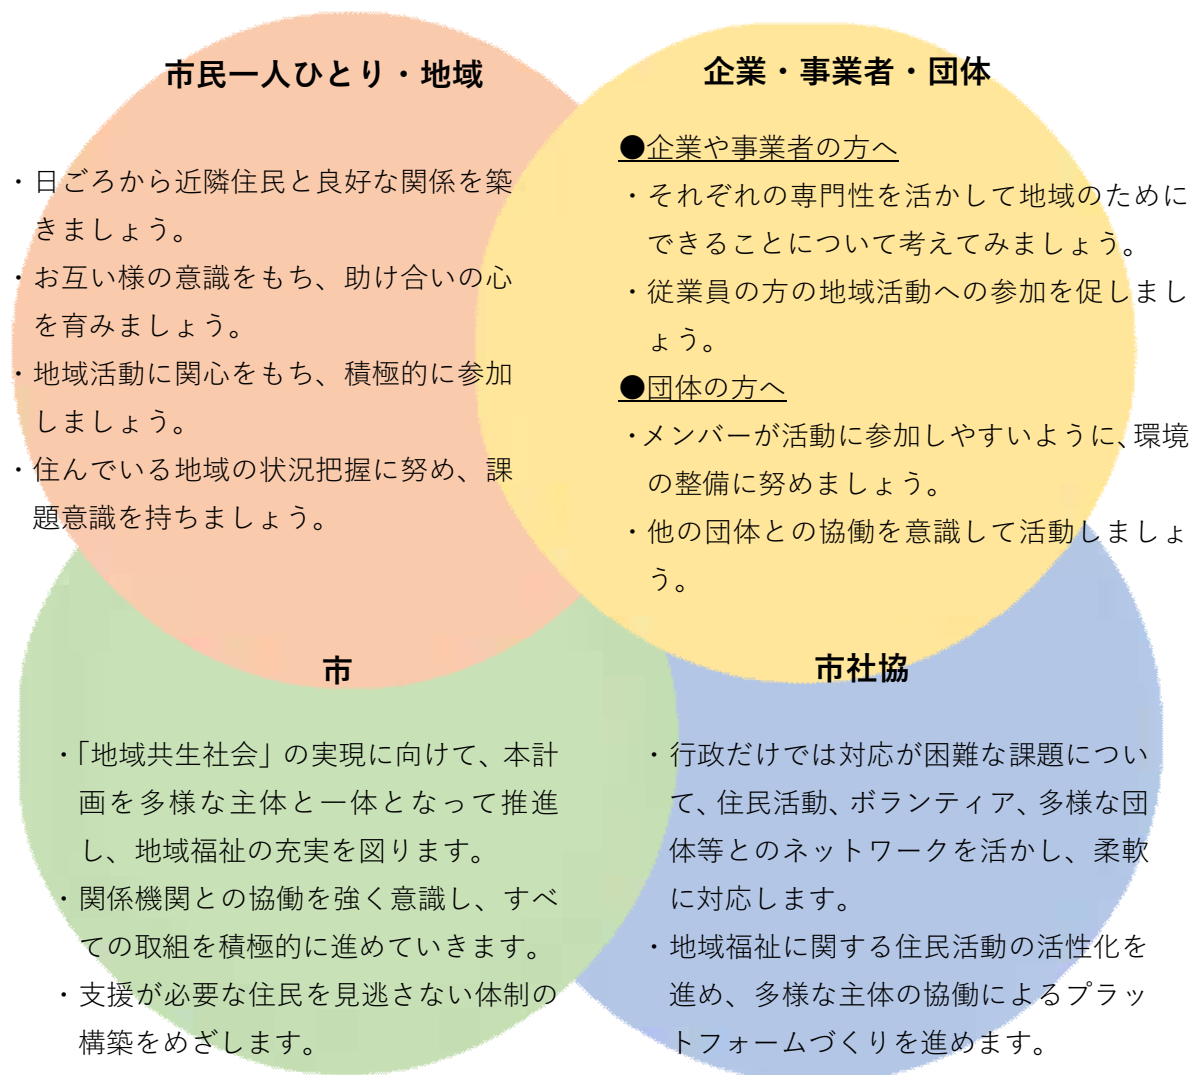 市民一人ひとり・地域
・日ごろから近隣住民と良好な関係を築
きましょう。
・お互い様の意識をもち、助け合いの心
を育みましょう。
・地域活動に関心をもち、積極的に参加
しましょう。
・住んでいる地域の状況把握に努め、課
題意識を持ちましょう。
企業・事業者・団体
●企業や事業者の方へ
・それぞれの専門性を活かして地域のために
できることについて考えてみましょう。
・従業員の方の地域活動への参加を促しまし
ょう。
●団体の方へ
・メンバーが活動に参加しやすいように、環境
の整備に努めましょう。
・他の団体との協働を意識して活動しましょ
う。
市
・「地域共生社会」の実現に向けて、本計
画を多様な主体と一体となって推進
し、地域福祉の充実を図ります。
・関係機関との協働を強く意識し、すべ
ての取組を積極的に進めていきます。
・支援が必要な住民を見逃さない体制の
構築をめざします。
市社協
・行政だけでは対応が困難な課題につい
て、住民活動、ボランティア、多様な団
体等とのネットワークを活かし、柔軟
に対応します。
・地域福祉に関する住民活動の活性化を
進め、多様な主体の協働によるプラッ
トフォームづくりを進めます。